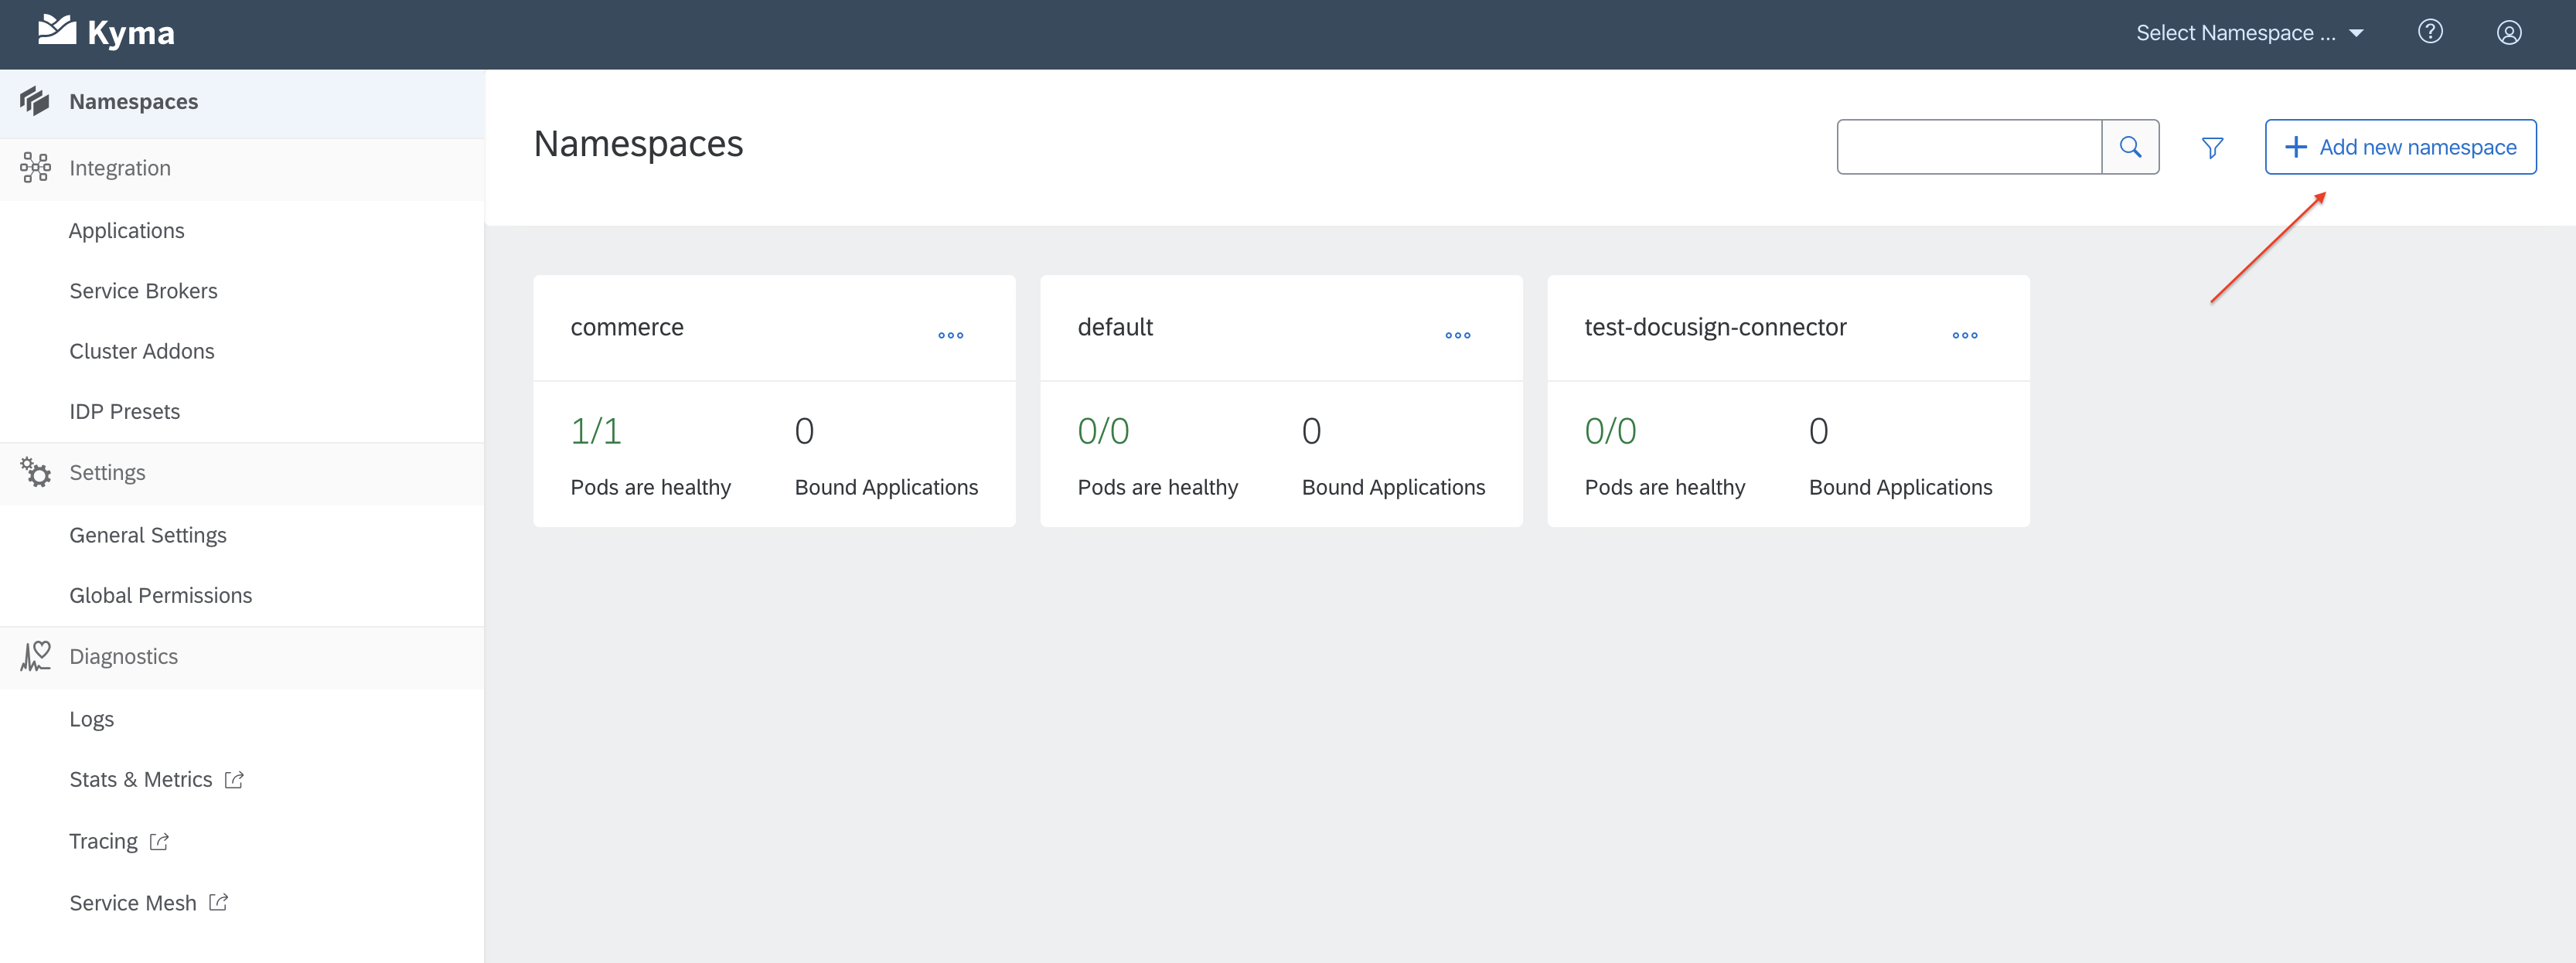 Kyma
Select Namespace ...
Namespaces
Integration
Applications
Service Brokers
Cluster Addons
IDP Presets
Settings
General Settings
Global Permissions
Diagnostics
Logs
Stats & Metrics
Tracing
Service Mesh
Namespaces
Add new namespace
commerce
1/1 0
Pods are healthy Bound Applications
default
0/0 0
Pods are healthy Bound Applications
test-docusign-connector
0/0 0
Pods are healthy Bound Applications